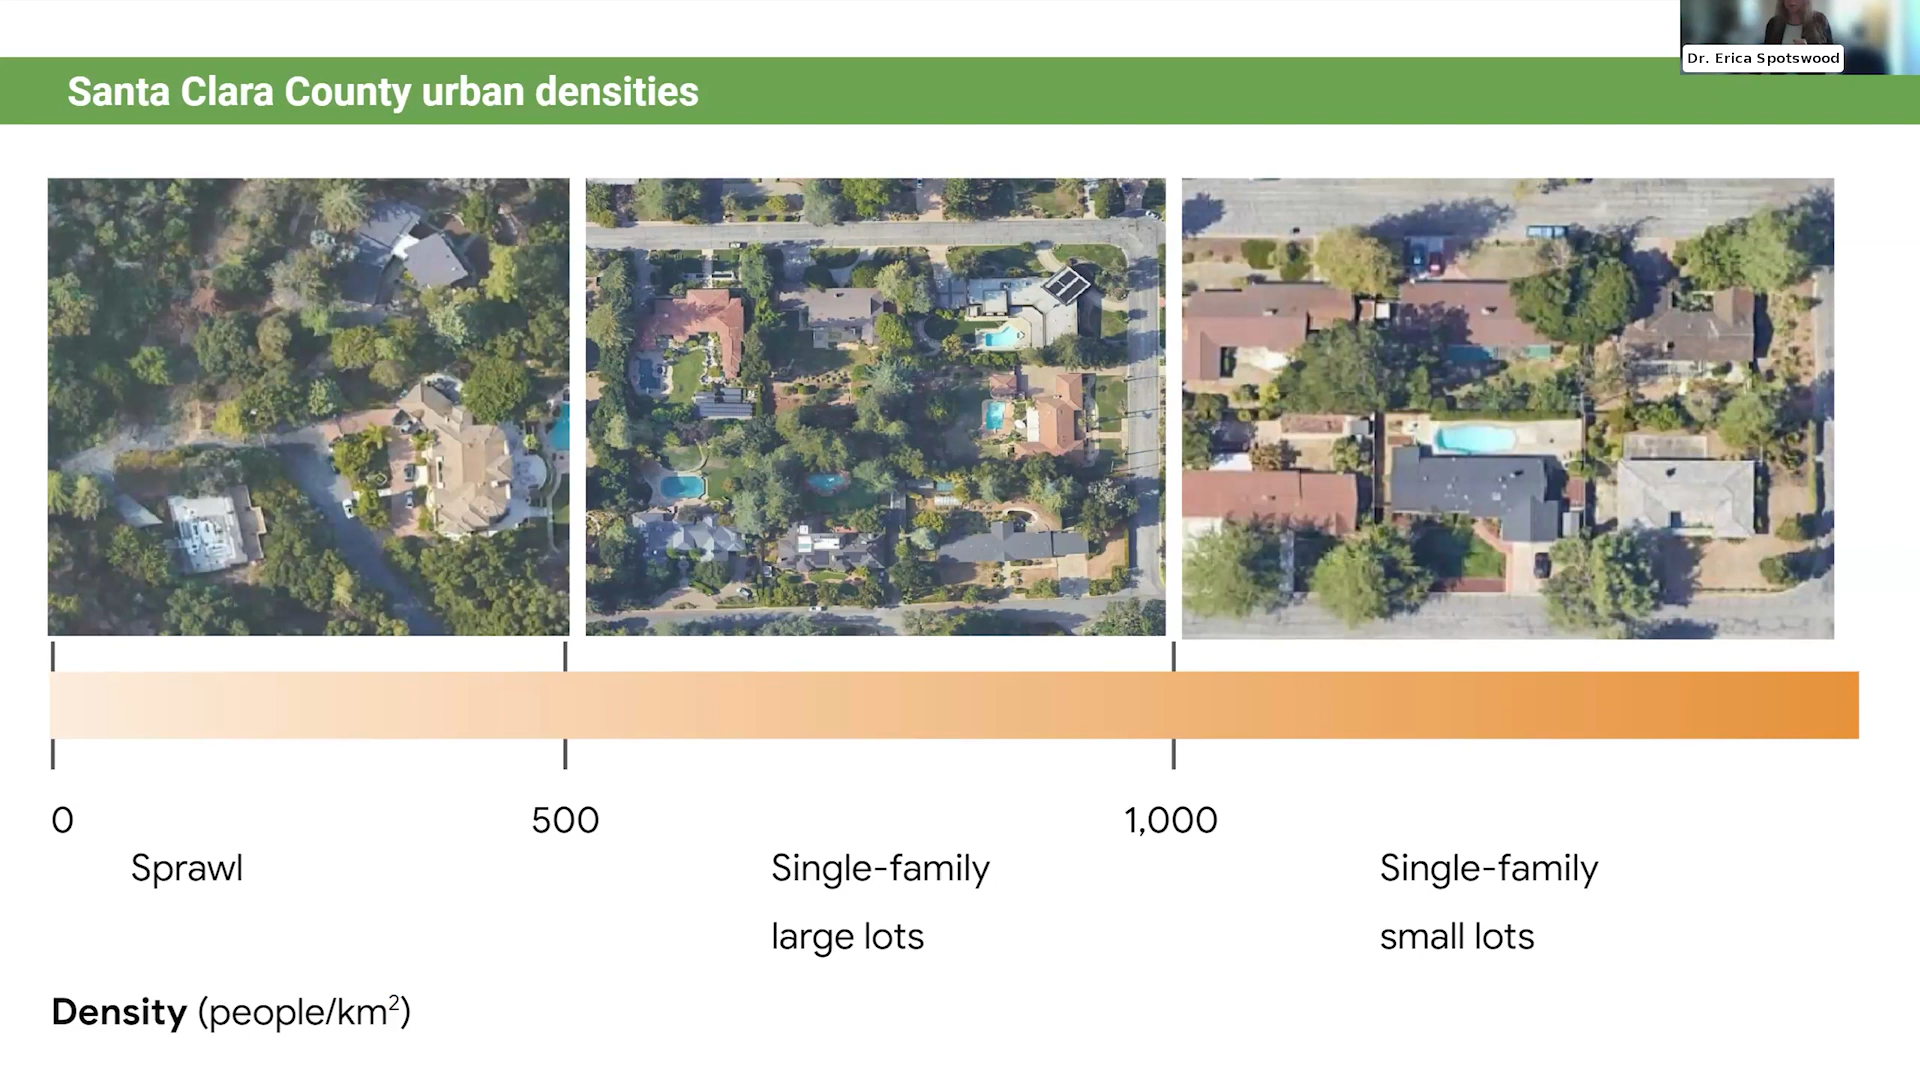 Dr. Erica Spotswood
Santa Clara County urban densities
0 500 1,000
Sprawl Single-family Single-family
large lots small lots
Density (people/km²)